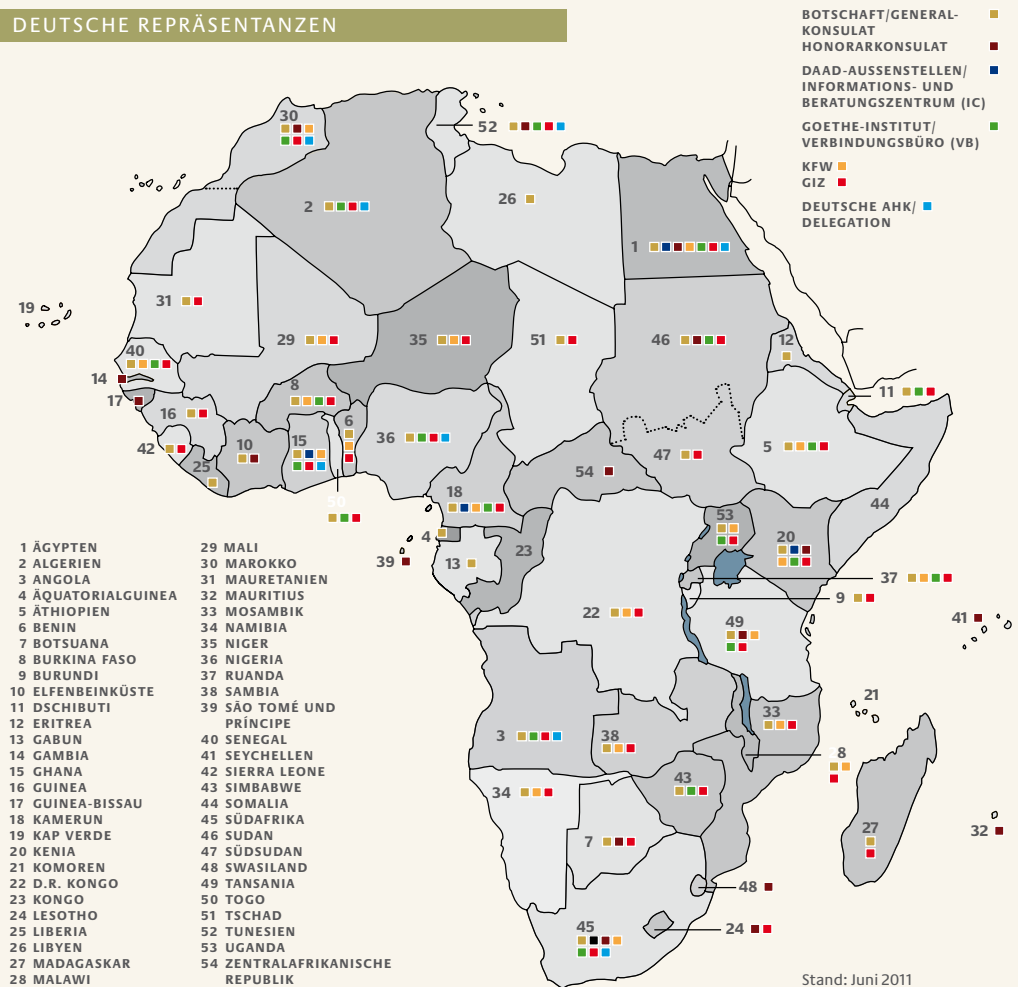 DEUTSCHE REPRÄSENTANZEN
BOTSCHAFT/GENERAL-
KONSULAT
HONORARKONSULAT
DAAD-AUSSENSTELLEN/
INFORMATIONS- UND
BERATUNGSZENTRUM (IC)
GOETHE-INSTITUT/
VERBINDUNGSBÜRO (VB)
KFW
GIZ
DEUTSCHE AHK/
DELEGATION
30
52
2
26
1
19
31
29
35
51
46
12
40
14
17
8
11
16
6
42
10
15
36
5
25
47
54
50
18
44
53
20
4
39
13
23
37
9
22
41
49
21
33
3
38
8
34
43
27
7
32
48
45
24
1 ÄGYPTEN
2 ALGERIEN
3 ANGOLA
4 ÄQUATORIALGUINEA
5 ÄTHIOPIEN
6 BENIN
7 BOTSUANA
8 BURKINA FASO
9 BURUNDI
10 ELFENBEINKÜSTE
11 DSCHIBUTI
12 ERITREA
13 GABUN
14 GAMBIA
15 GHANA
16 GUINEA
17 GUINEA-BISSAU
18 KAMERUN
19 KAP VERDE
20 KENIA
21 KOMOREN
22 D.R. KONGO
23 KONGO
24 LESOTHO
25 LIBERIA
26 LIBYEN
27 MADAGASKAR
28 MALAWI
29 MALI
30 MAROKKO
31 MAURETANIEN
32 MAURITIUS
33 MOSAMBIK
34 NAMIBIA
35 NIGER
36 NIGERIA
37 RUANDA
38 SAMBIA
39 SÃO TOMÉ UND
PRÍNCIPE
40 SENEGAL
41 SEYCHELLEN
42 SIERRA LEONE
43 SIMBABWE
44 SOMALIA
45 SÜDAFRIKA
46 SUDAN
47 SÜDSUDAN
48 SWASILAND
49 TANSANIA
50 TOGO
51 TSCHAD
52 TUNESIEN
53 UGANDA
54 ZENTRALAFRIKANISCHE
REPUBLIK
Stand: Juni 2011